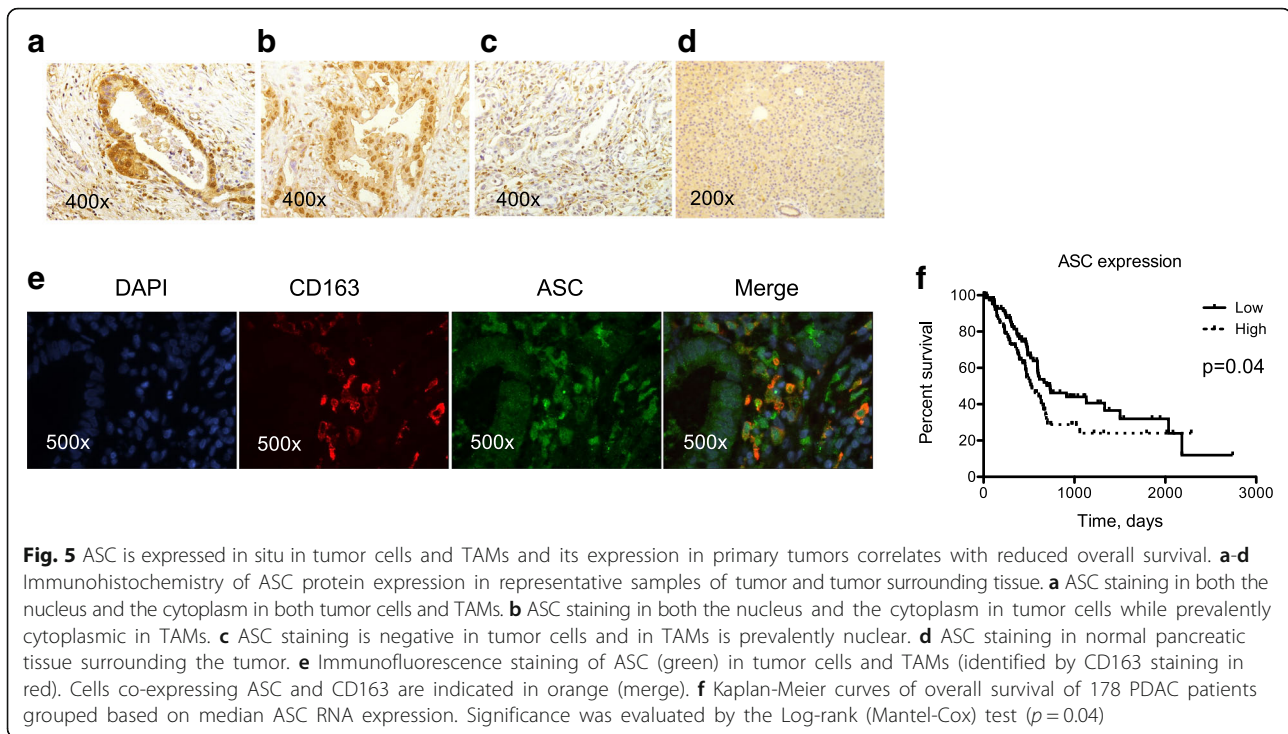 a b c d
400x 400x 400x 200x
e
DAPI CD163 ASC Merge
500x 500x 500x 500x
f
ASC expression
Percent survival
100
80
60
40
20
0
Low
High
p=0.04
0 1000 2000 3000
Time, days
Fig. 5 ASC is expressed in situ in tumor cells and TAMs and its expression in primary tumors correlates with reduced overall survival. a-d
Immunohistochemistry of ASC protein expression in representative samples of tumor and tumor surrounding tissue. a ASC staining in both the
nucleus and the cytoplasm in both tumor cells and TAMs. b ASC staining in both the nucleus and the cytoplasm in tumor cells while prevalently
cytoplasmic in TAMs. c ASC staining is negative in tumor cells and in TAMs is prevalently nuclear. d ASC staining in normal pancreatic
tissue surrounding the tumor. e Immunofluorescence staining of ASC (green) in tumor cells and TAMs (identified by CD163 staining in
red). Cells co-expressing ASC and CD163 are indicated in orange (merge). f Kaplan-Meier curves of overall survival of 178 PDAC patients
grouped based on median ASC RNA expression. Significance was evaluated by the Log-rank (Mantel-Cox) test (p = 0.04)